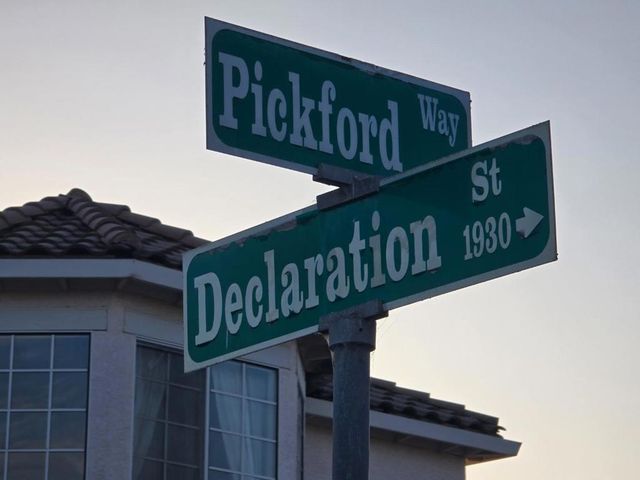 Pickford Way
Declaration St
1930 →